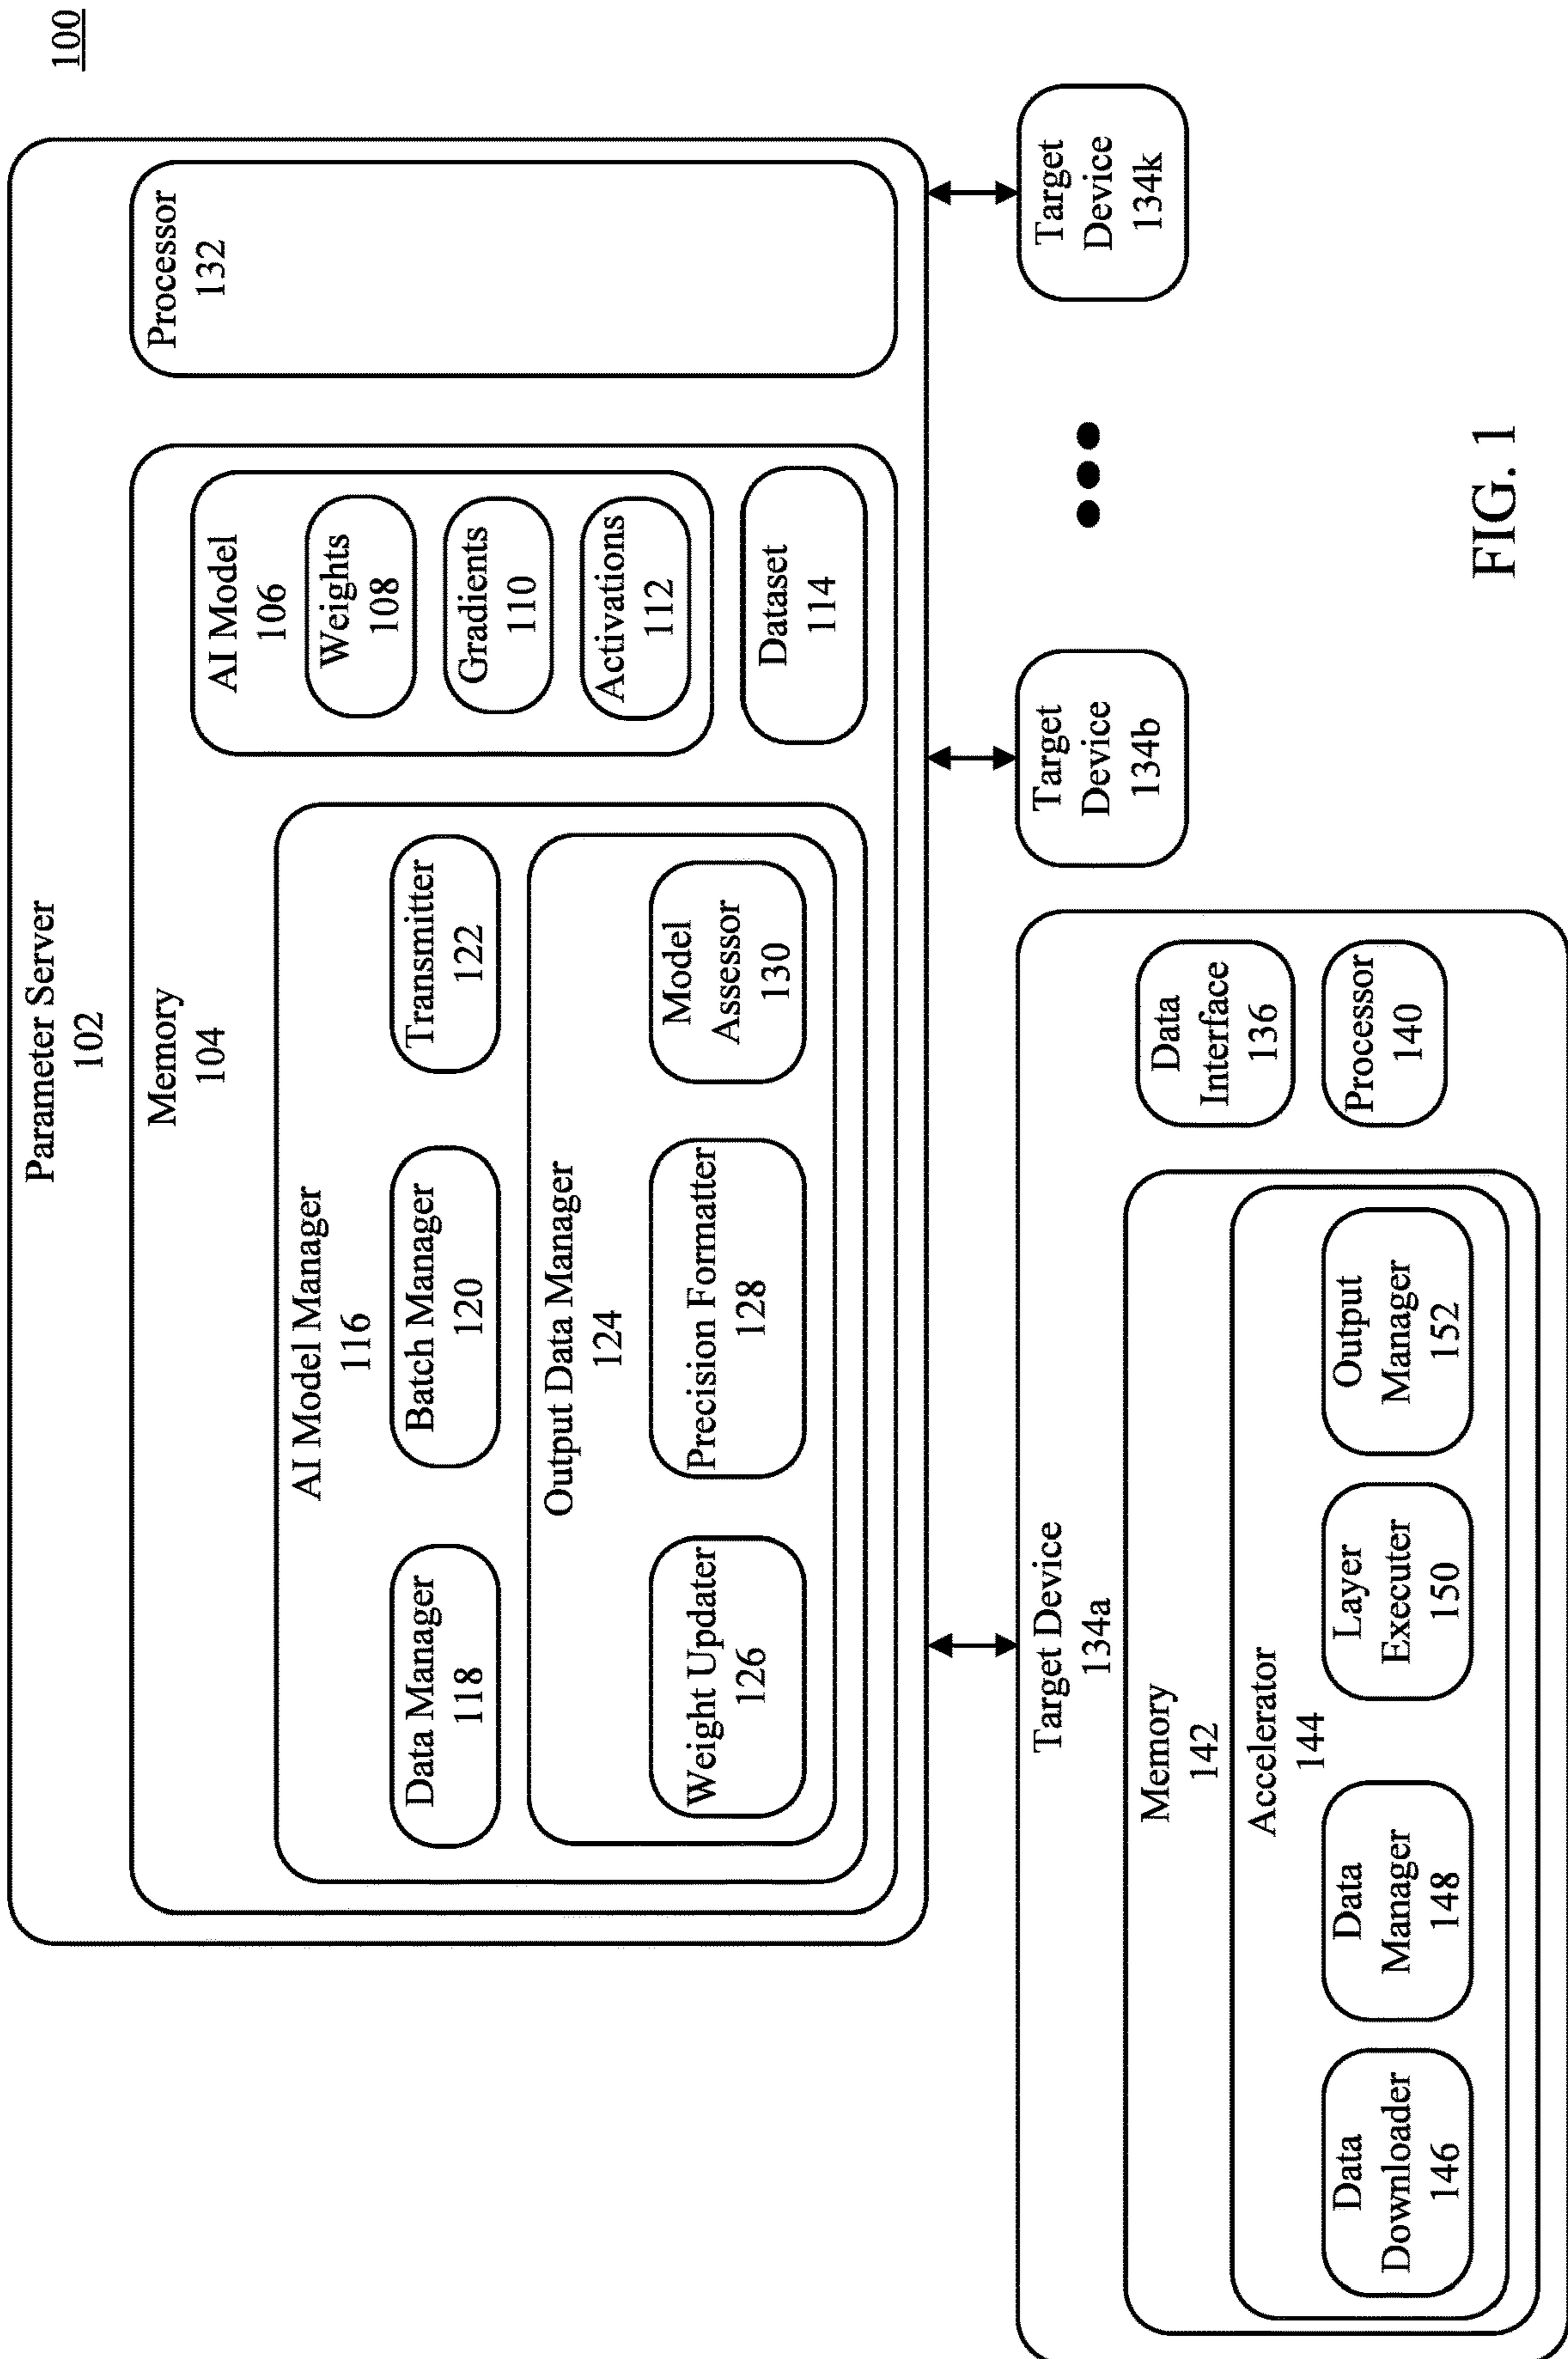 100
Parameter Server
102
Memory
104
AI Model Manager
116
Data Manager
118
Batch Manager
120
Transmitter
122
Output Data Manager
124
Weight Updater
126
Precision Formatter
128
Model
Assessor
130
AI Model
106
Weights
108
Gradients
110
Activations
112
Dataset
114
Processor
132
Target Device
134a
Memory
142
Accelerator
144
Data
Downloader
146
Data
Manager
148
Layer
Executer
150
Output
Manager
152
Data
Interface
136
Processor
140
Target
Device
134b
Target
Device
134k
FIG. 1